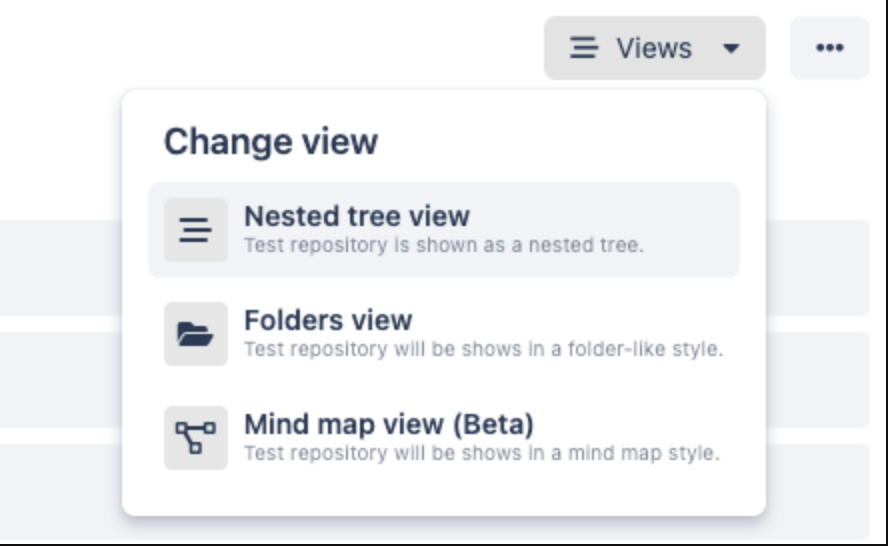 Views
Change view
Nested tree view
Test repository is shown as a nested tree.
Folders view
Test repository will be shows in a folder-like style.
Mind map view (Beta)
Test repository will be shows in a mind map style.